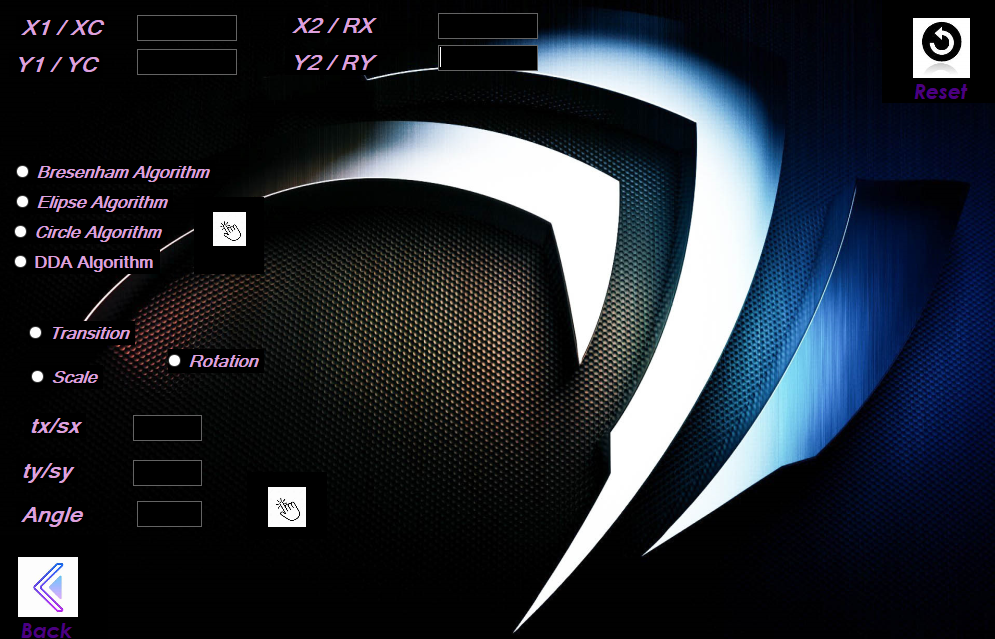 X1 / XC
X2 / RX
Y1 / YC
Y2 / RY
Reset
Bresenham Algorithm
Elipse Algorithm
Circle Algorithm
DDA Algorithm
Transition
Rotation
Scale
tx/sx
ty/sy
Angle
Back